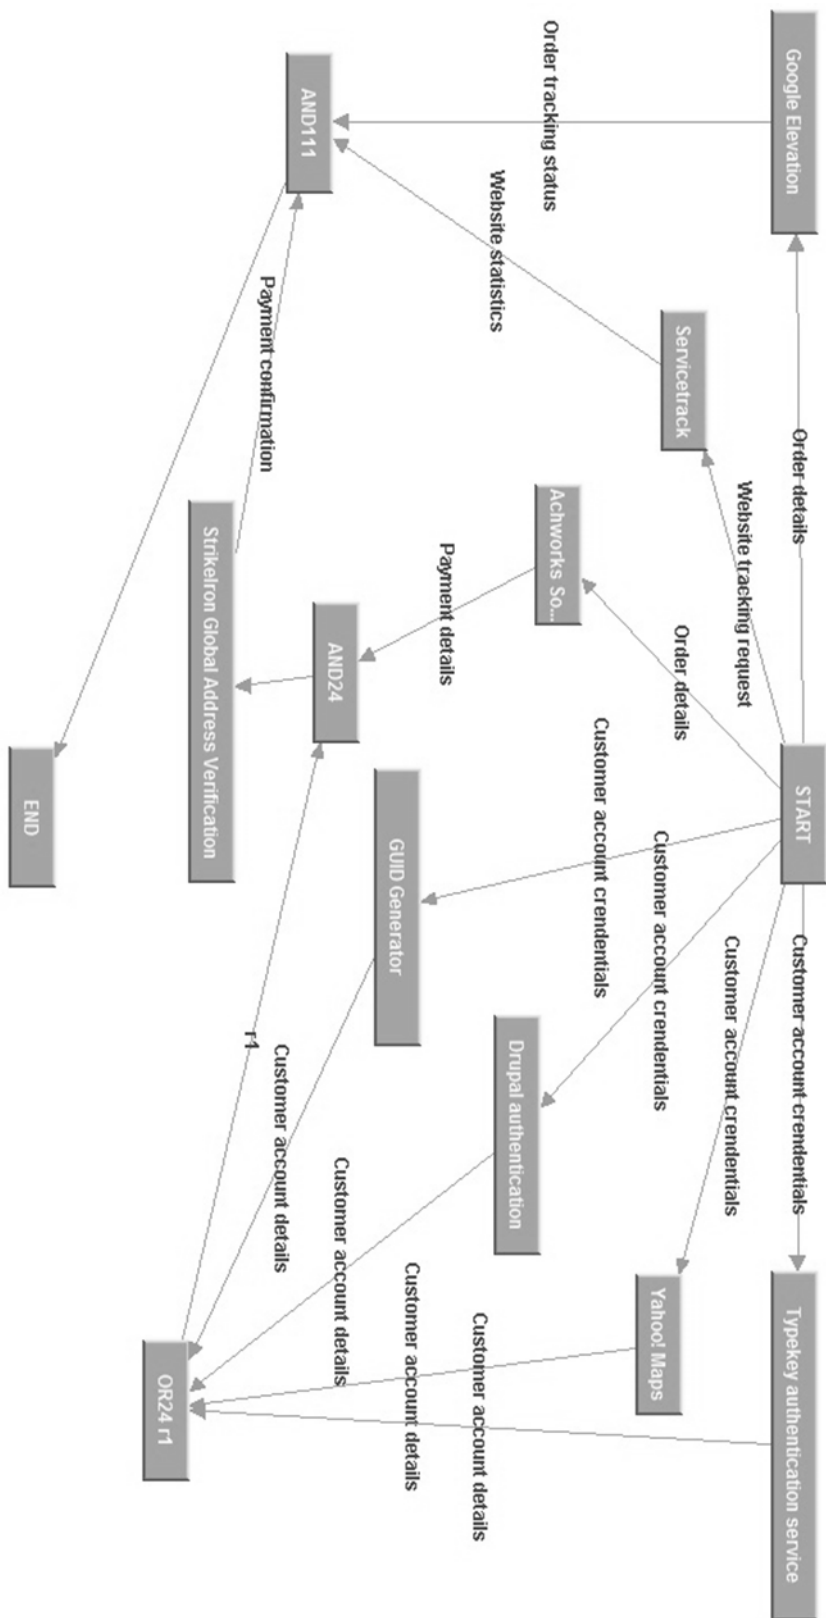 START
Order details
Website tracking request
Order details
Customer account crendentials
Customer account crendentials
Customer account crendentials
Customer account crendentials
Google Elevation
Servicetrack
Achworks So...
GUID Generator
Drupal authentication
Yahoo! Maps
Typekey authentication service
Order tracking status
Website statistics
Payment details
Customer account details
Customer account details
Customer account details
Customer account details
AND24
r1
OR24 r1
StrikeIron Global Address Verification
Payment confirmation
AND111
END